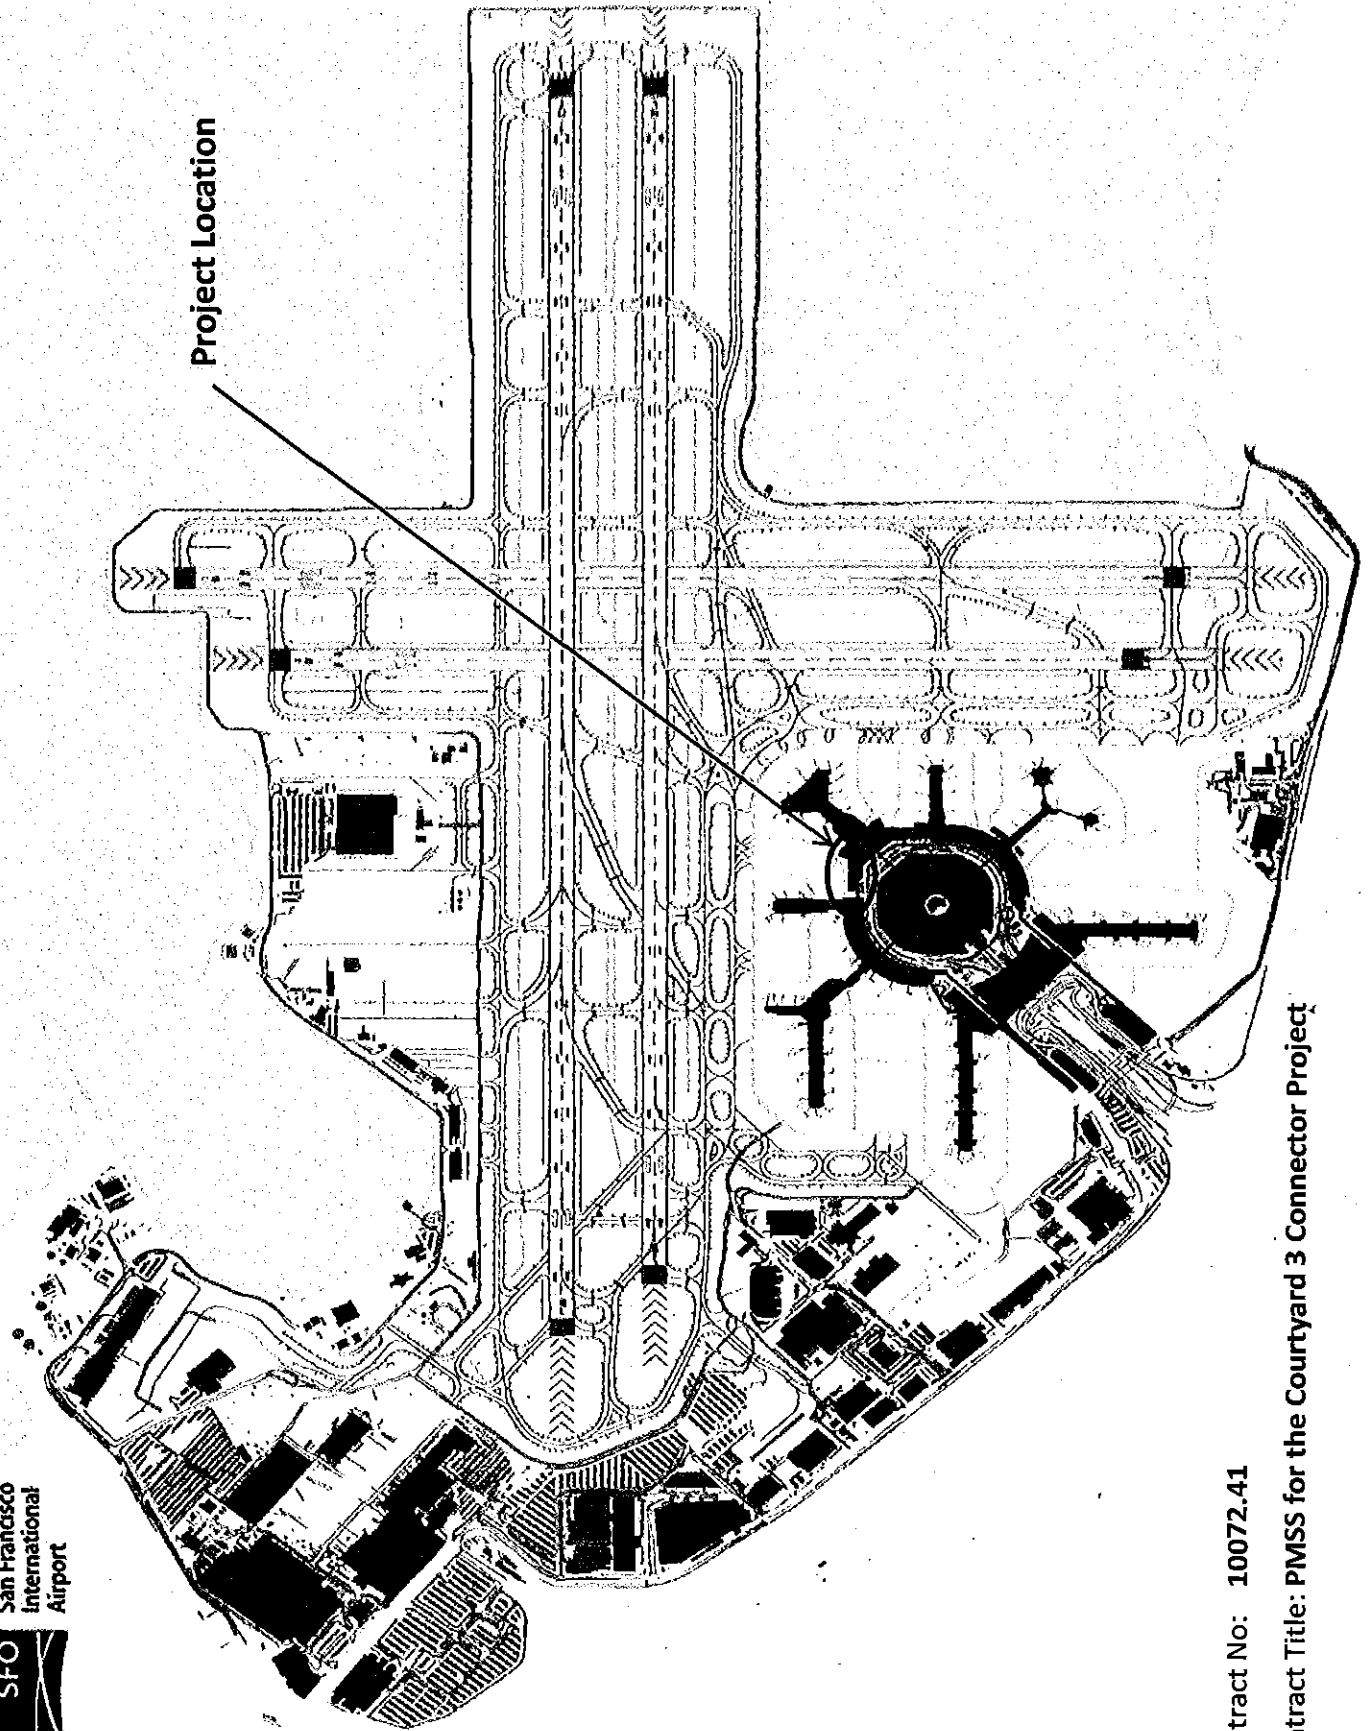 SFO
San Francisco
International
Airport
Project Location
tract No: 10072.41
tract Title: PMSS for the Courtyard 3 Connector Project